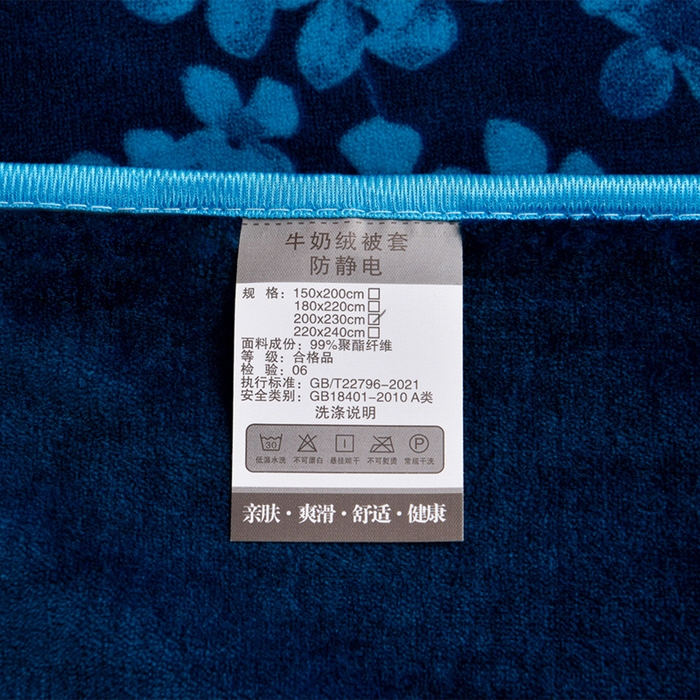 牛奶绒被套
防静电
规 格：150x200cm□
180x220cm□
200x230cm☑
220x240cm□
面料成份：99%聚酯纤维
等 级：合格品
检 验：06
执行标准：GB/T22796-2021
安全类别：GB18401-2010 A类
洗涤说明
30 P
低温水洗 不可漂白 悬挂晾干 不可熨烫 常规干洗
亲肤·爽滑·舒适·健康